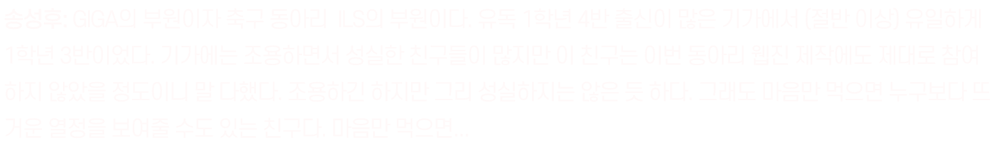 송성후: GIGA의 부원이자 축구 동아리 ILS의 부원이다. 유독 1학년 4반 출신이 많은 기가에서 (절반 이상) 유일하게
1학년 3반이었다. 기가에는 조용하면서 성실한 친구들이 많지만 이 친구는 이번 동아리 웹진 제작에도 제대로 참여
하지 않았을 정도이니 말 다했다. 조용하긴 하지만 그리 성실하지는 않은 듯 하다. 그래도 마음만 먹으면 누구보다 뜨
거운 열정을 보여줄 수도 있는 친구다. 마음만 먹으면...